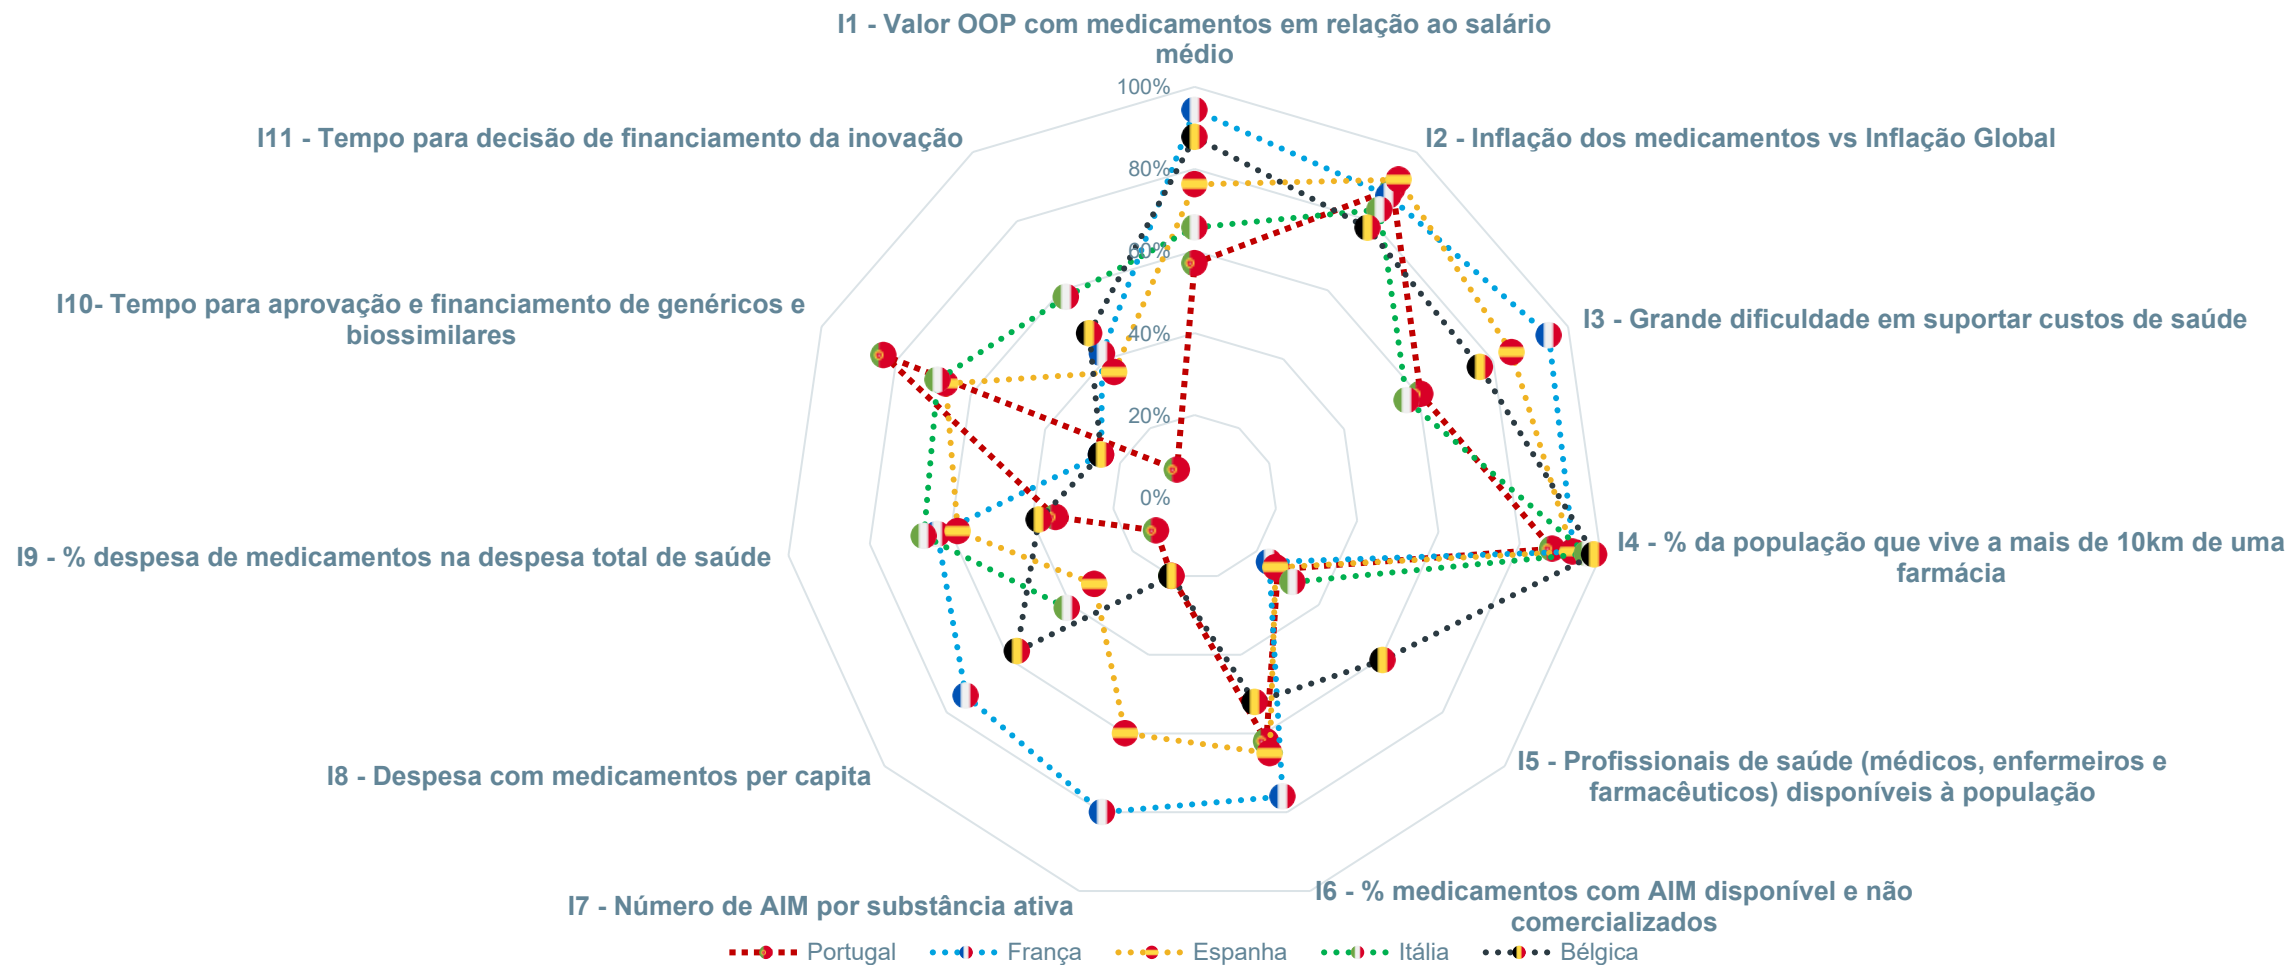 I1 - Valor OOP com medicamentos em relação ao salário
médio
100%
I11 - Tempo para decisão de financiamento da inovação
I2 - Inflação dos medicamentos vs Inflação Global
80%
60%
I10- Tempo para aprovação e financiamento de genéricos e
biossimilares
I3 - Grande dificuldade em suportar custos de saúde
40%
20%
0%
I9 - % despesa de medicamentos na despesa total de saúde
I4 - % da população que vive a mais de 10km de uma
farmácia
I8 - Despesa com medicamentos per capita
I5 - Profissionais de saúde (médicos, enfermeiros e
farmacêuticos) disponíveis à população
I7 - Número de AIM por substância ativa
I6 - % medicamentos com AIM disponível e não
comercializados
Portugal França Espanha Itália Bélgica